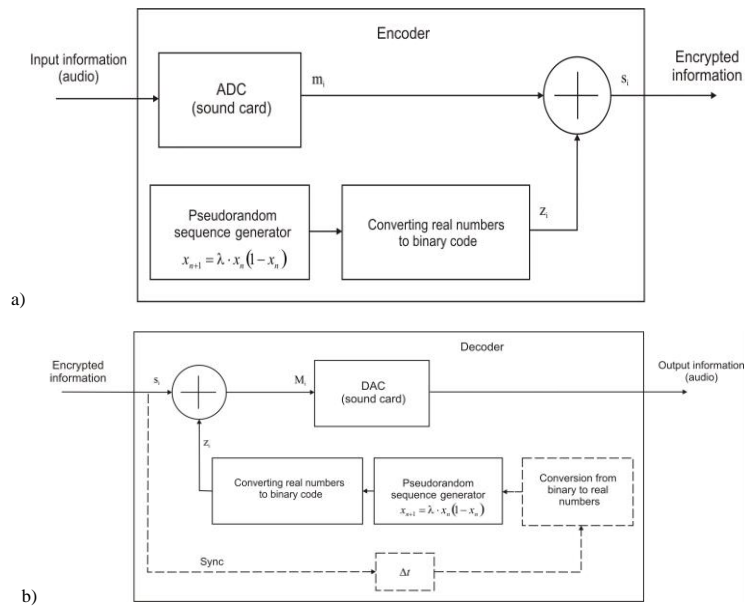 Encoder
Input information
(audio)
ADC
(sound card)
mᵢ
sᵢ
Encrypted
information
Pseudorandom
sequence generator
xₙ₊₁ = λ · xₙ(1 − xₙ)
Converting real numbers
to binary code
zᵢ
a)
Decoder
Encrypted
information
sᵢ
Mᵢ
DAC
(sound card)
Output information
(audio)
zᵢ
Converting real numbers
to binary code
Pseudorandom
sequence generator
xₙ₊₁ = λ · xₙ(1 − xₙ)
Conversion from
binary to real
numbers
Sync
Δt
b)